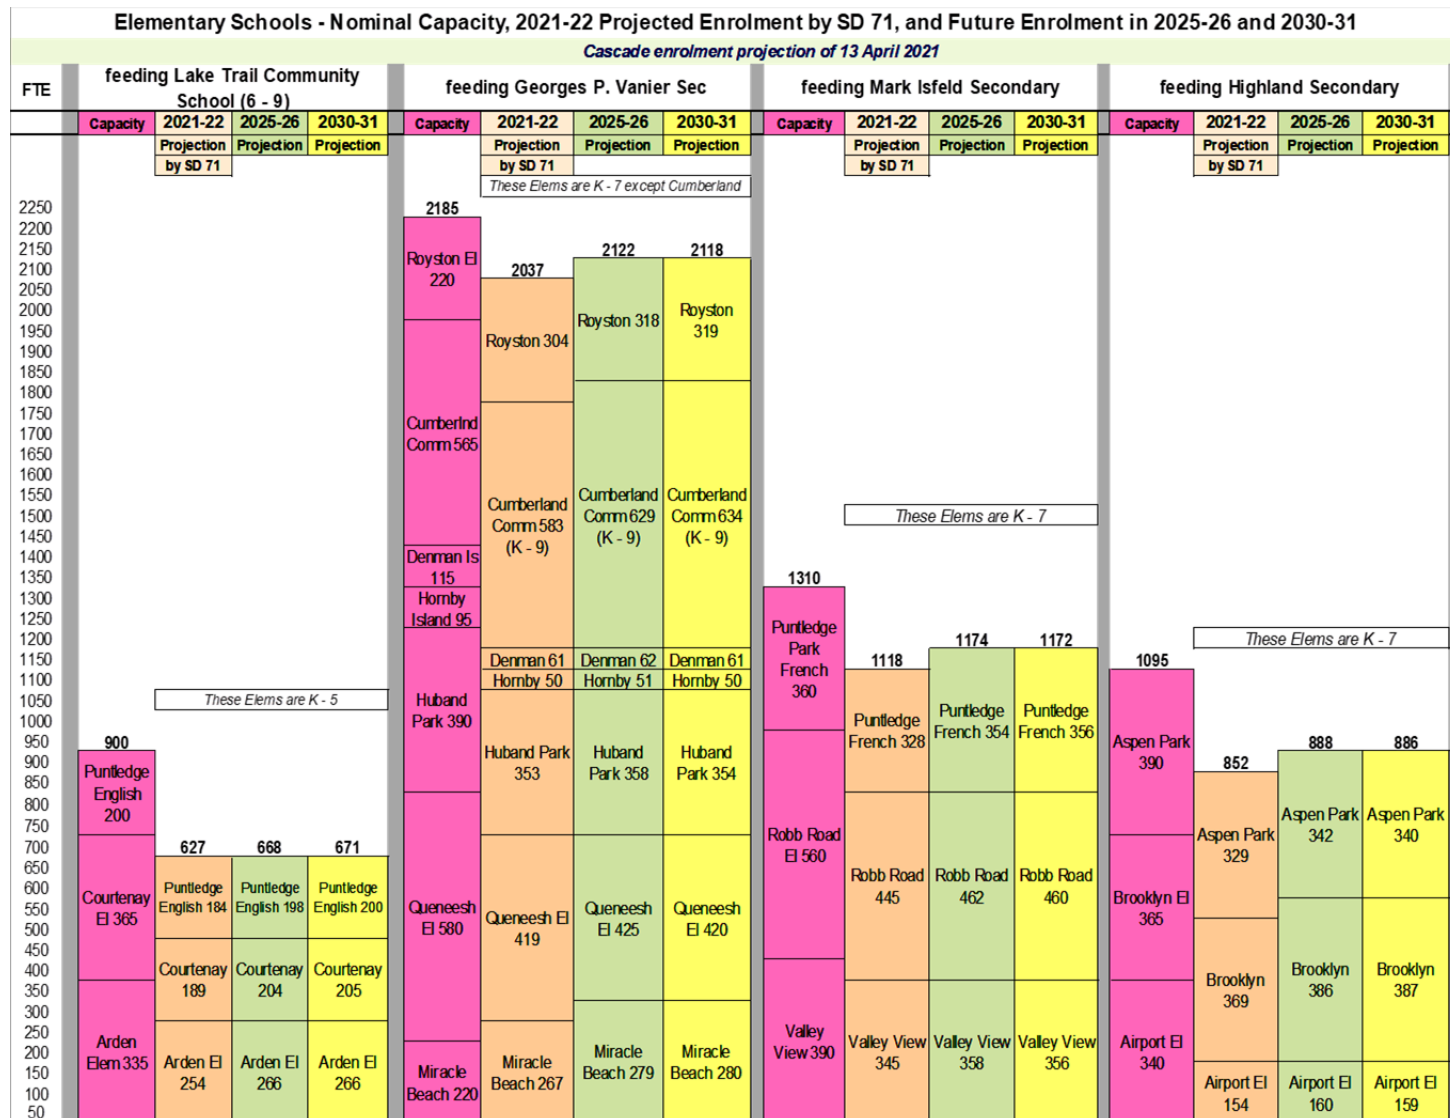 Elementary Schools - Nominal Capacity, 2021-22 Projected Enrolment by SD 71, and Future Enrolment in 2025-26 and 2030-31
Cascade enrolment projection of 13 April 2021
FTE
feeding Lake Trail Community
School (6 - 9)
feeding Georges P. Vanier Sec
feeding Mark Isfeld Secondary
feeding Highland Secondary
Capacity 2021-22 2025-26 2030-31 Capacity 2021-22 2025-26 2030-31 Capacity 2021-22 2025-26 2030-31 Capacity 2021-22 2025-26 2030-31
Projection Projection Projection Projection Projection Projection Projection Projection Projection Projection Projection Projection
by SD 71 by SD 71 by SD 71 by SD 71
2250
2200
2150
2100
2050
2000
1950
1900
1850
1800
1750
1700
1650
1600
1550
1500
1450
1400
1350
1300
1250
1200
1150
1100
1050
1000
950
900
850
800
750
700
650
600
550
500
450
400
350
300
250
200
150
100
50
These Elems are K - 5
900
Puntledge
English
200
Courtenay
El 365
Arden
Elem 335
627
Puntledge
English 184
Courtenay
189
Arden El
254
668
Puntledge
English 198
Courtenay
204
Arden El
266
671
Puntledge
English 200
Courtenay
205
Arden El
266
These Elems are K - 7 except Cumberland
2185
Royston El
220
Cumberlnd
Comm 565
Denman Is
115
Hornby
Island 95
Huband
Park 390
Queneesh
El 580
Miracle
Beach 220
2037
Royston 304
Cumberland
Comm 583
(K - 9)
Denman 61
Hornby 50
Huband Park
353
Queneesh El
419
Miracle
Beach 267
2122
Royston 318
Cumberland
Comm 629
(K - 9)
Denman 62
Hornby 51
Huband
Park 358
Queneesh
El 425
Miracle
Beach 279
2118
Royston
319
Cumberland
Comm 634
(K - 9)
Denman 61
Hornby 50
Huband
Park 354
Queneesh
El 420
Miracle
Beach 280
These Elems are K - 7
1310
Puntledge
Park
French
360
Robb Road
El 560
Valley
View 390
1118
Puntledge
French 328
Robb Road
445
Valley View
345
1174
Puntledge
French 354
Robb Road
462
Valley View
358
1172
Puntledge
French 356
Robb Road
460
Valley View
356
These Elems are K - 7
1095
Aspen Park
390
Brooklyn El
365
Airport El
340
852
Aspen Park
329
Brooklyn
369
Airport El
154
888
Aspen Park
342
Brooklyn
386
Airport El
160
886
Aspen Park
340
Brooklyn
387
Airport El
159